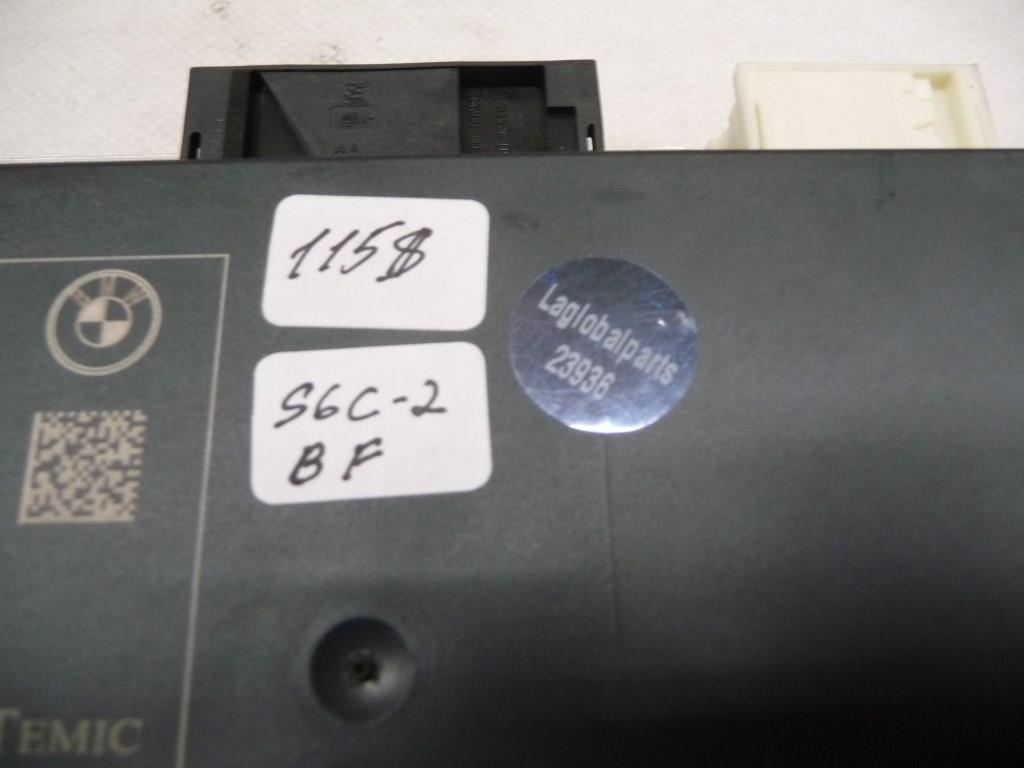 115$
Laglobalparts
23936
S6C-2
BF
TEMIC